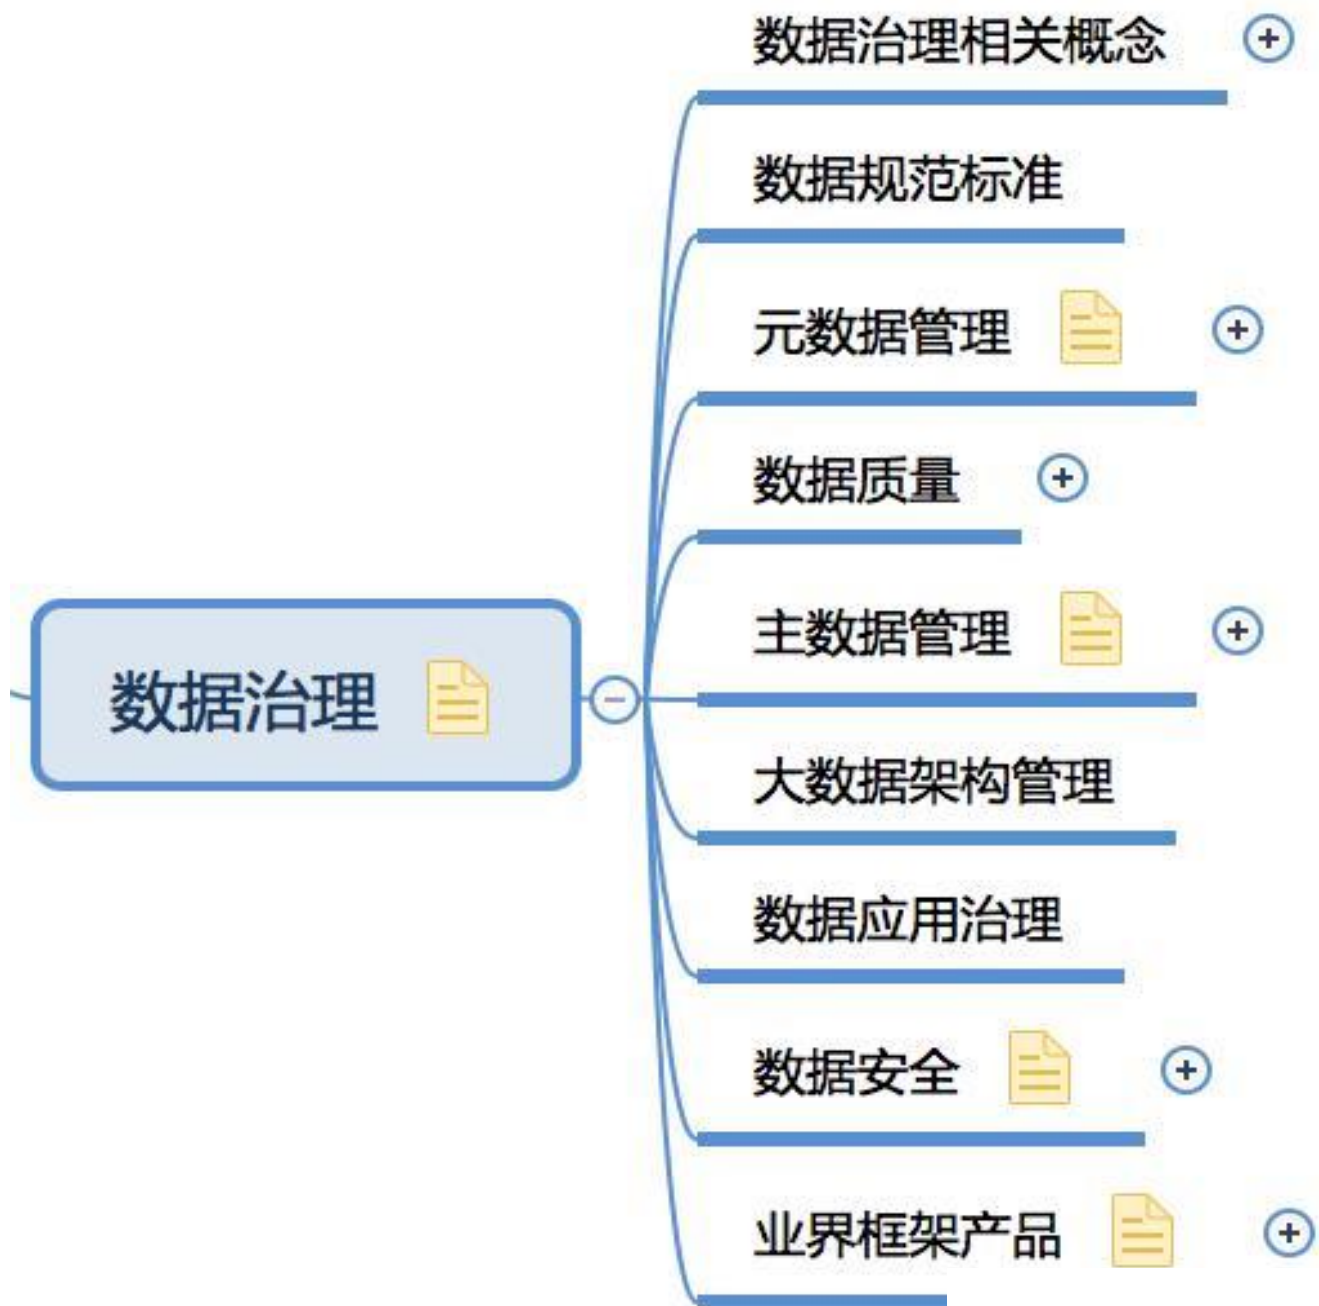 数据治理相关概念
数据规范标准
元数据管理
数据质量
主数据管理
数据治理
大数据架构管理
数据应用治理
数据安全
业界框架产品